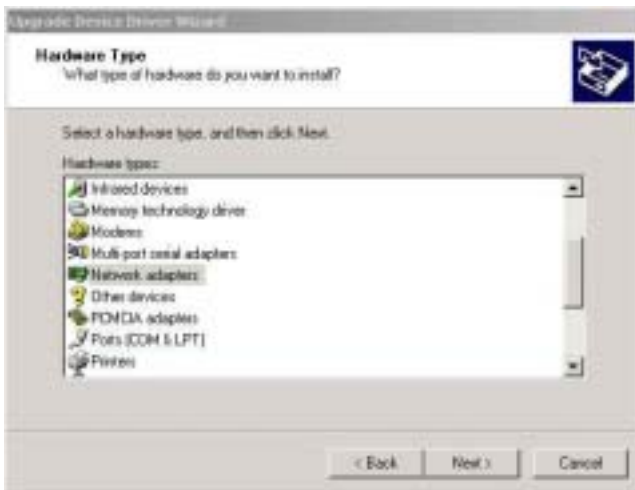 Upgrade Device Driver Wizard
Hardware Type
What type of hardware do you want to install?
Select a hardware type, and then click Next.
Hardware types:
Infrared devices
Memory technology driver
Modems
Multi-port serial adapters
Network adapters
Other devices
PCMCIA adapters
Ports (COM & LPT)
Printers
< Back
Next >
Cancel